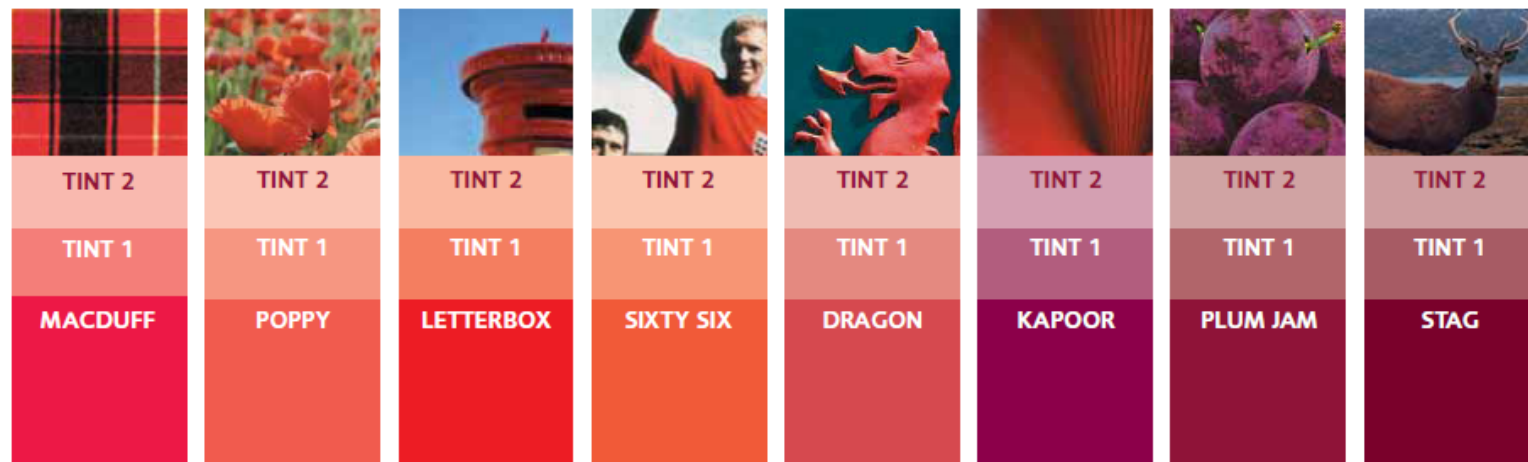 TINT 2 TINT 2 TINT 2 TINT 2 TINT 2 TINT 2 TINT 2 TINT 2
TINT 1 TINT 1 TINT 1 TINT 1 TINT 1 TINT 1 TINT 1 TINT 1
MACDUFF POPPY LETTERBOX SIXTY SIX DRAGON KAPOOR PLUM JAM STAG